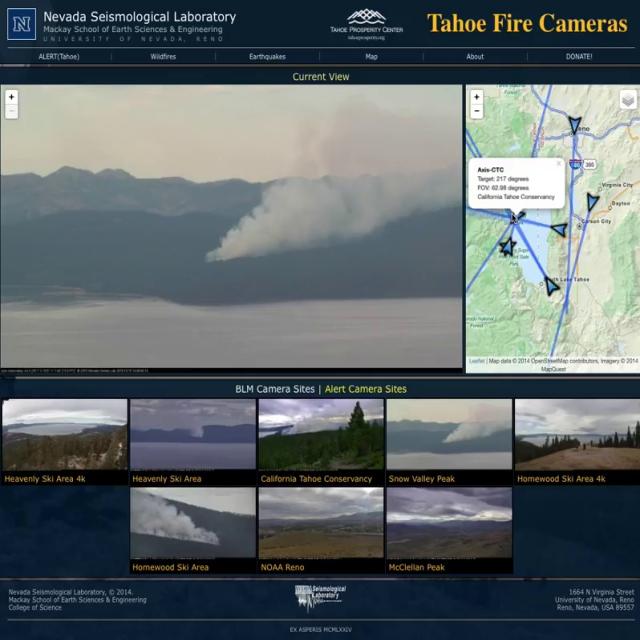 Nevada Seismological Laboratory
Mackay School of Earth Sciences & Engineering
UNIVERSITY OF NEVADA, RENO
TAHOE PROSPERITY CENTER
tahoeprosperity.org
Tahoe Fire Cameras
ALERT(Tahoe)
Wildfires
Earthquakes
Map
About
DONATE!
Current View
Axis-CTC
Target: 217 degrees
FOV: 62.98 degrees
California Tahoe Conservancy
395
Virginia City
Dayton
Carson City
Lake Tahoe
Leaflet | Map data © 2014 OpenStreetMap contributors, Imagery © 2014
MapQuest
BLM Camera Sites | Alert Camera Sites
Heavenly Ski Area 4k
Heavenly Ski Area
California Tahoe Conservancy
Snow Valley Peak
Homewood Ski Area 4k
Homewood Ski Area
NOAA Reno
McClellan Peak
Nevada Seismological Laboratory, © 2014.
Mackay School of Earth Sciences & Engineering
College of Science
Seismological
Laboratory
1664 N Virginia Street
University of Nevada, Reno
Reno, Nevada, USA 89557
EX ASPERIS MCMLXXIV